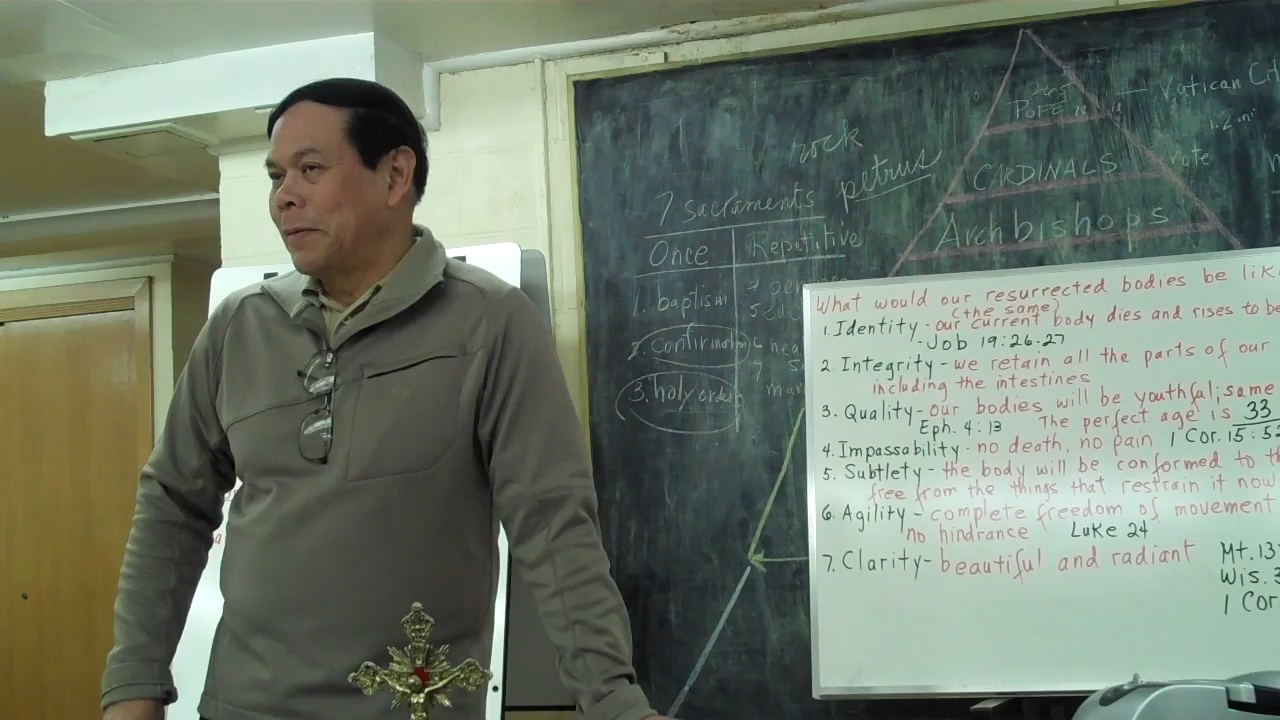 rock
7 sacraments petrus
Once Repetitive
1. baptism
2. confirmation
3. holy order
POPE — Vatican
CARDINALS vote
Archbishops
What would our resurrected bodies be
(the same)
1. Identity - our current body dies and rises to be
- Job 19:26-27
2. Integrity - we retain all the parts of our
including the intestines
3. Quality - our bodies will be youthful; same
Eph. 4:13 The perfect age is 33
4. Impassability - no death, no pain 1 Cor. 15:
5. Subtlety - the body will be conformed to
free from the things that restrain it now
6. Agility - complete freedom of movement
no hindrance Luke 24
7. Clarity - beautiful and radiant
Mt. 13
Wis. 3
1 Cor.